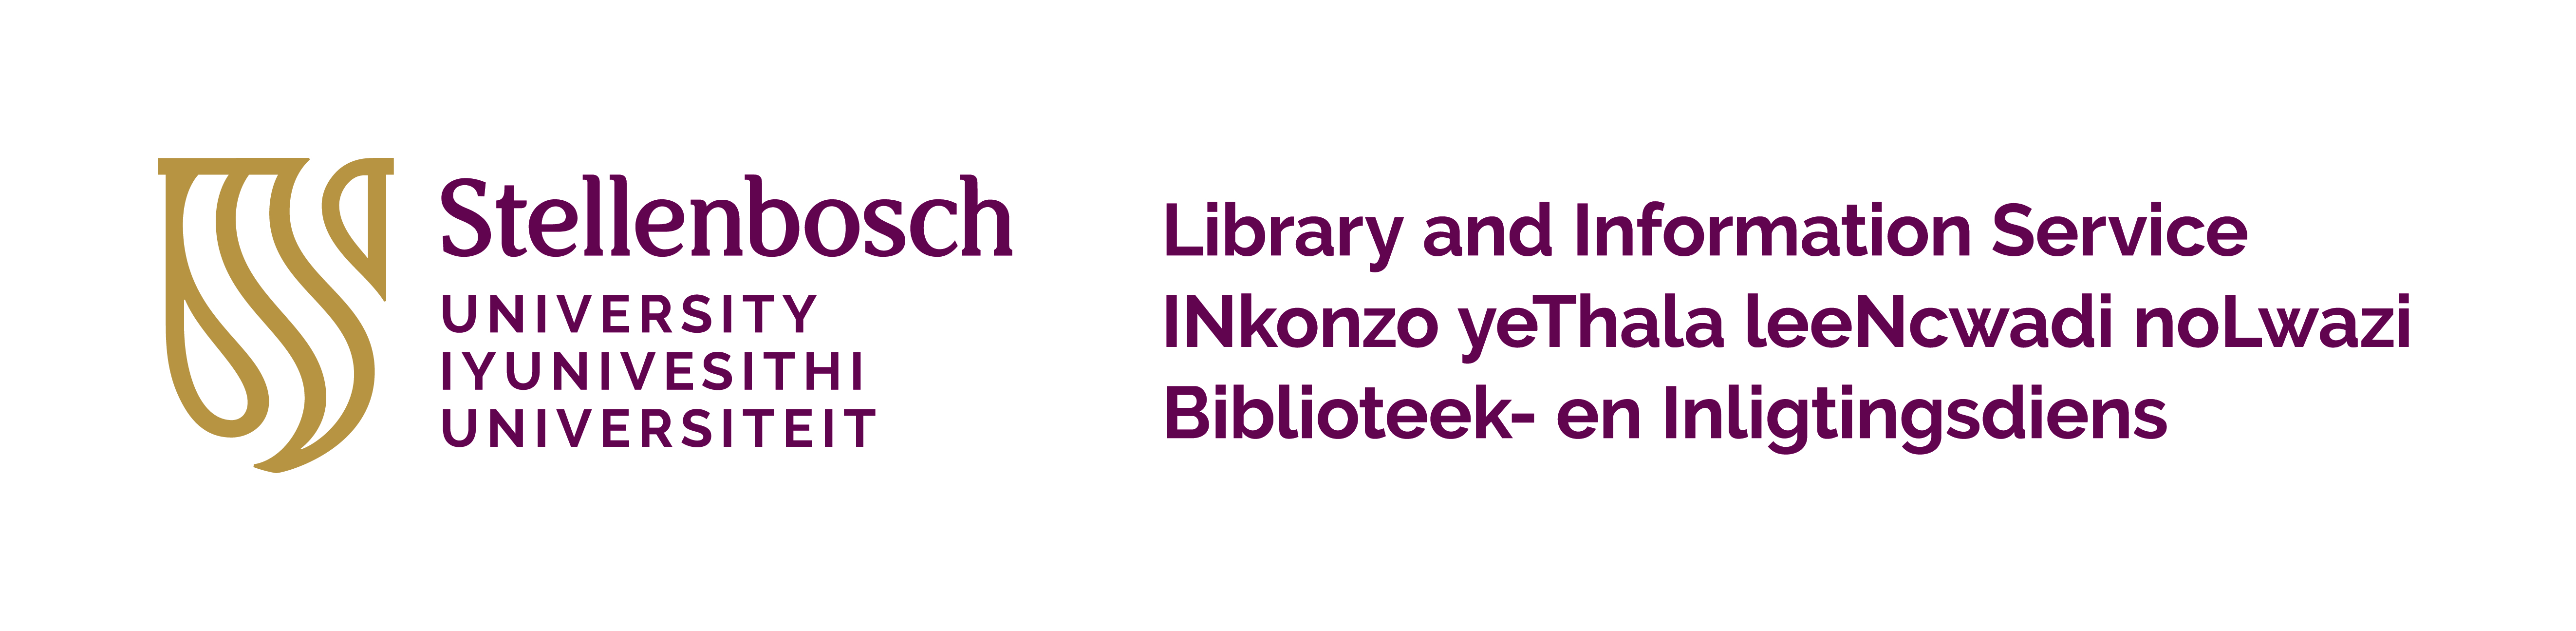 Stellenbosch
UNIVERSITY
IYUNIVESITHI
UNIVERSITEIT
Library and Information Service
INkonzo yeThala leeNcwadi noLwazi
Biblioteek- en Inligtingsdiens